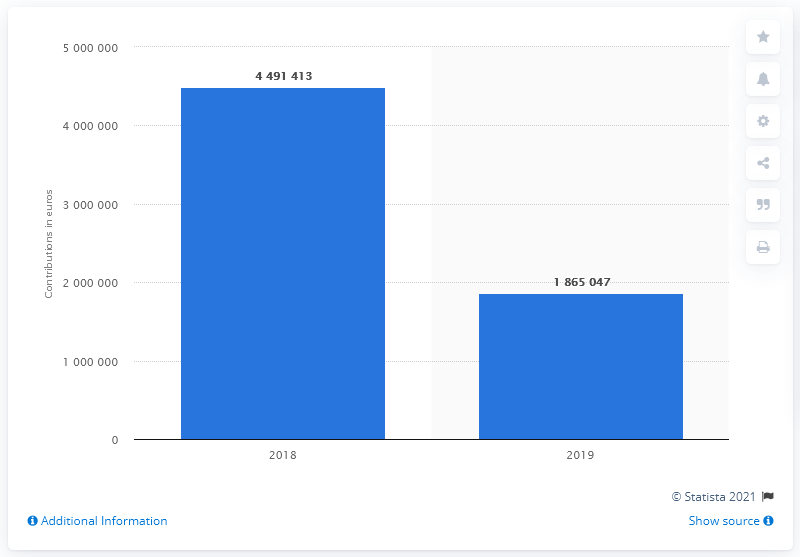 5 000 000
4 491 413
4 000 000
3 000 000
Contributions in euros
2 000 000
1 865 047
1 000 000
0
2018 2019
© Statista 2021
Additional Information Show source